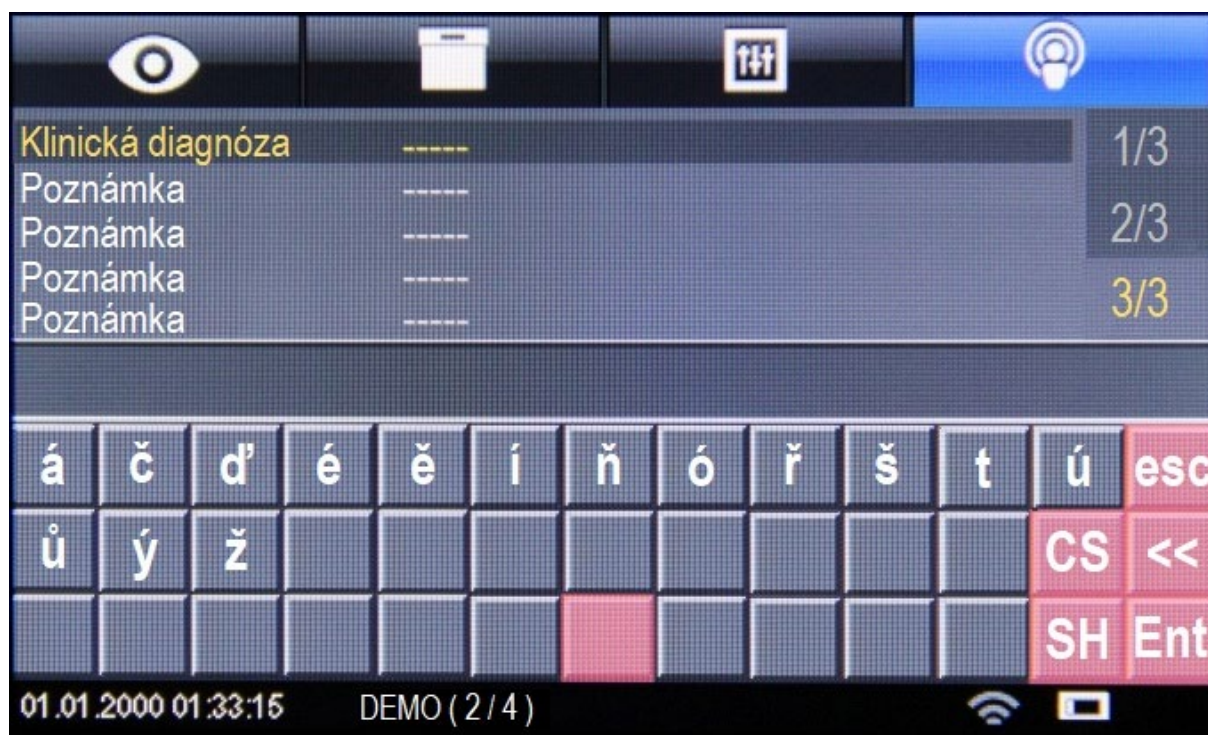 Klinická diagnóza -----
1/3
Poznámka -----
2/3
Poznámka -----
Poznámka -----
3/3
Poznámka -----
á č ď é ě í ň ó ř š t ú esc
ů ý ž CS <<
SH Ent
01.01.2000 01:33:15 DEMO ( 2 / 4 )